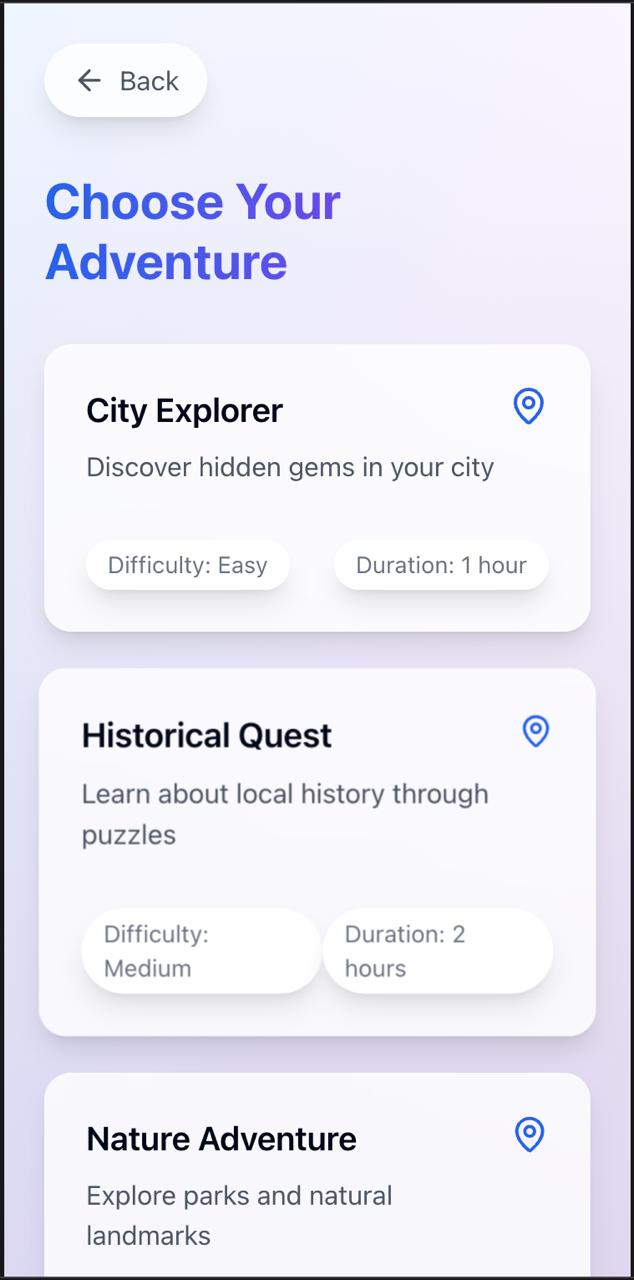 Back
Choose Your
Adventure
City Explorer
Discover hidden gems in your city
Difficulty: Easy
Duration: 1 hour
Historical Quest
Learn about local history through
puzzles
Difficulty:
Medium
Duration: 2
hours
Nature Adventure
Explore parks and natural
landmarks